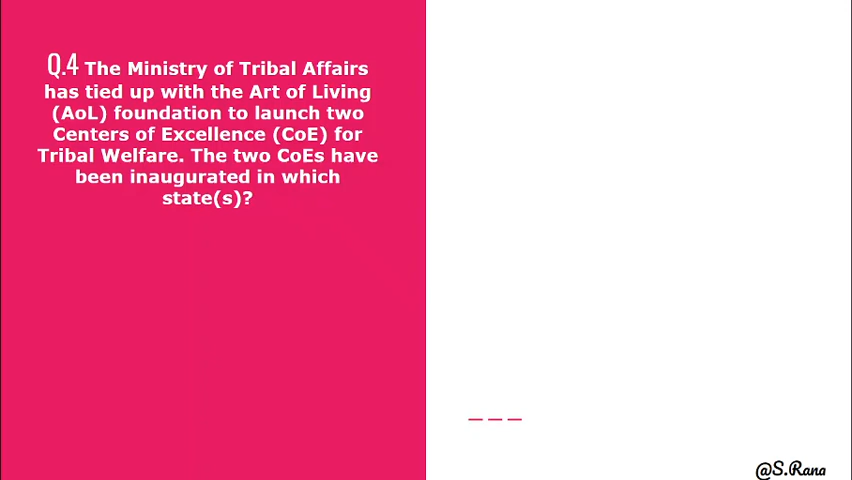 Q.4 The Ministry of Tribal Affairs
has tied up with the Art of Living
(AoL) foundation to launch two
Centers of Excellence (CoE) for
Tribal Welfare. The two CoEs have
been inaugurated in which
state(s)?
@S.Rana